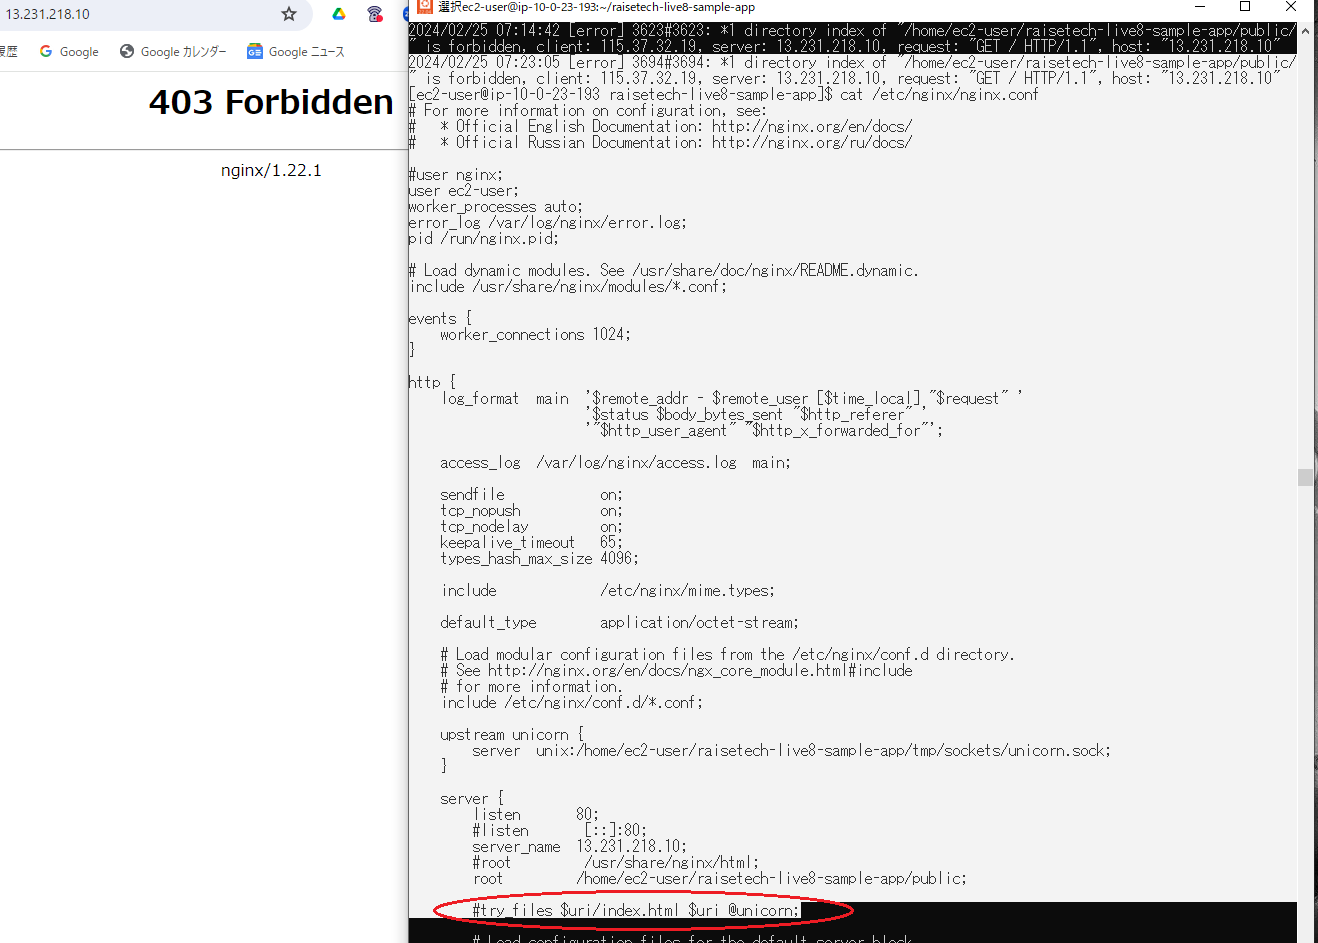 13.231.218.10
履歴 Google Google カレンダー Google ニュース
403 Forbidden
nginx/1.22.1
選択ec2-user@ip-10-0-23-193:~/raisetech-live8-sample-app
2024/02/25 07:14:42 [error] 3623#3623: *1 directory index of "/home/ec2-user/raisetech-live8-sample-app/public/
" is forbidden, client: 115.37.32.19, server: 13.231.218.10, request: "GET / HTTP/1.1", host: "13.231.218.10"
2024/02/25 07:23:05 [error] 3694#3694: *1 directory index of "/home/ec2-user/raisetech-live8-sample-app/public/
" is forbidden, client: 115.37.32.19, server: 13.231.218.10, request: "GET / HTTP/1.1", host: "13.231.218.10"
[ec2-user@ip-10-0-23-193 raisetech-live8-sample-app]$ cat /etc/nginx/nginx.conf
# For more information on configuration, see:
#   * Official English Documentation: http://nginx.org/en/docs/
#   * Official Russian Documentation: http://nginx.org/ru/docs/
#user nginx;
user ec2-user;
worker_processes auto;
error_log /var/log/nginx/error.log;
pid /run/nginx.pid;
# Load dynamic modules. See /usr/share/doc/nginx/README.dynamic.
include /usr/share/nginx/modules/*.conf;
events {
    worker_connections 1024;
}
http {
    log_format  main  '$remote_addr - $remote_user [$time_local] "$request" '
                      '$status $body_bytes_sent "$http_referer" '
                      '"$http_user_agent" "$http_x_forwarded_for"';
    access_log  /var/log/nginx/access.log  main;
    sendfile            on;
    tcp_nopush          on;
    tcp_nodelay         on;
    keepalive_timeout   65;
    types_hash_max_size 4096;
    include             /etc/nginx/mime.types;
    default_type        application/octet-stream;
    # Load modular configuration files from the /etc/nginx/conf.d directory.
    # See http://nginx.org/en/docs/ngx_core_module.html#include
    # for more information.
    include /etc/nginx/conf.d/*.conf;
    upstream unicorn {
        server  unix:/home/ec2-user/raisetech-live8-sample-app/tmp/sockets/unicorn.sock;
    }
    server {
        listen       80;
        #listen       [::]:80;
        server_name  13.231.218.10;
        #root         /usr/share/nginx/html;
        root         /home/ec2-user/raisetech-live8-sample-app/public;
        #try_files $uri/index.html $uri @unicorn;
        # Load configuration files for the default server block.